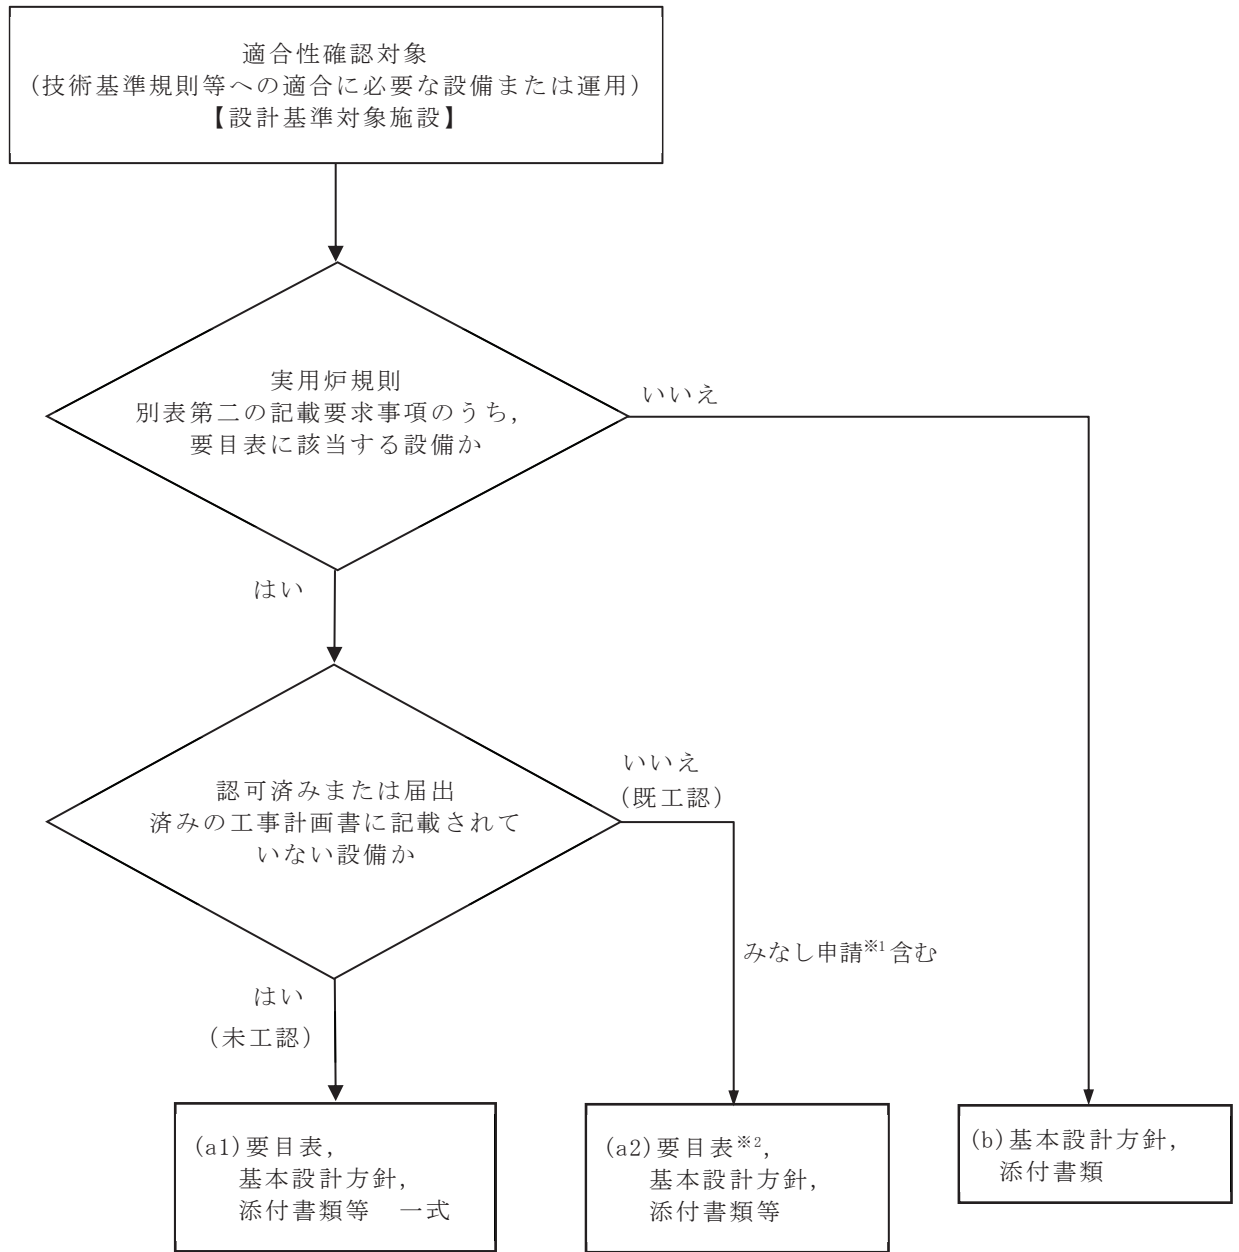 適合性確認対象
(技術基準規則等への適合に必要な設備または運用)
【設計基準対象施設】
実用炉規則
別表第二の記載要求事項のうち,
要目表に該当する設備か
いいえ
はい
認可済みまたは届出
済みの工事計画書に記載されて
いない設備か
いいえ
(既工認)
みなし申請※1含む
はい
(未工認)
(a1)要目表,
基本設計方針,
添付書類等 一式
(a2)要目表※2,
基本設計方針,
添付書類等
(b)基本設計方針,
添付書類